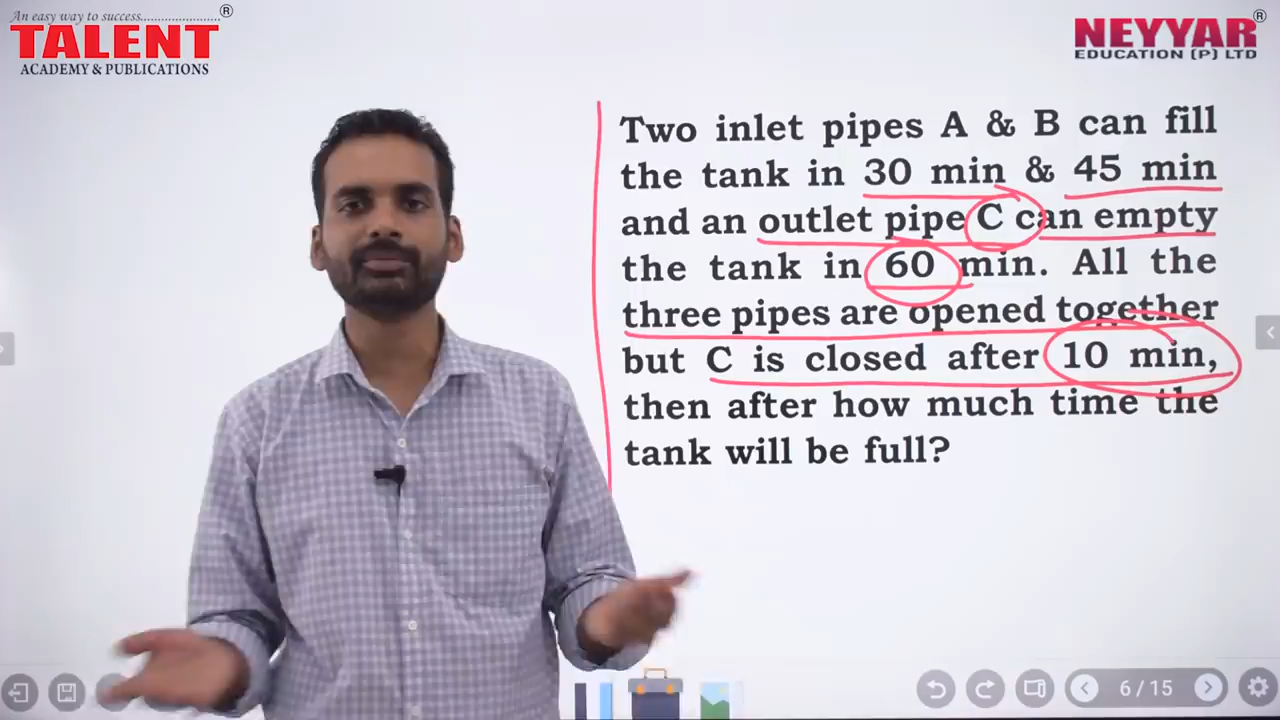 An easy way to success........................
®
TALENT
ACADEMY & PUBLICATIONS
®
NEYYAR
EDUCATION (P) LTD
Two inlet pipes A & B can fill
the tank in 30 min & 45 min
and an outlet pipe C can empty
the tank in 60 min. All the
three pipes are opened together
but C is closed after 10 min,
then after how much time the
tank will be full?
6 / 15